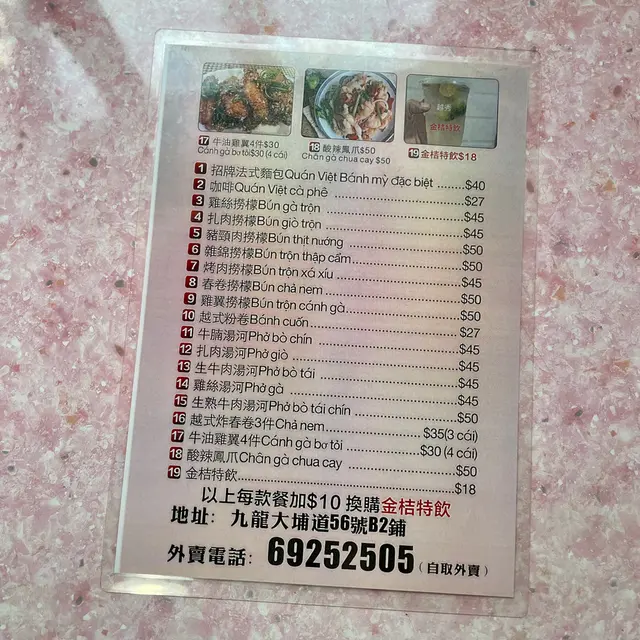 17 牛油雞翼4件$30
Cánh gà bơ tỏi $30 (4 cái)
18 酸辣鳳爪$50
Chân gà chua cay $50
金桔特飲
19 金桔特飲$18
1 招牌法式麵包Quán Việt Bánh mỳ đặc biệt .......$40
2 咖啡Quán Việt cà phê ..............................$27
3 雞絲撈檬Bún gà trộn ..............................$45
4 扎肉撈檬Bún giò trộn ..............................$45
5 豬頸肉撈檬Bún thịt nướng ..............................$50
6 雜錦撈檬Bún trộn thập cẩm ..............................$50
7 烤肉撈檬Bún trộn xá xíu ..............................$45
8 春卷撈檬Bún chả nem ..............................$50
9 雞翼撈檬Bún trộn cánh gà ..............................$50
10 越式粉卷Bánh cuốn ..............................$27
11 牛腩湯河Phở bò chín ..............................$45
12 扎肉湯河Phở giò ..............................$45
13 生牛肉湯河Phở bò tái ..............................$45
14 雞絲湯河Phở gà ..............................$45
15 生熟牛肉湯河Phở bò tái chín ..............................$50
16 越式炸春卷3件Chả nem ..............................$35(3 cái)
17 牛油雞翼4件Cánh gà bơ tỏi ..............................$30 (4 cái)
18 酸辣鳳爪Chân gà chua cay ..............................$50
19 金桔特飲 ..............................$18
以上每款餐加$10 換購金桔特飲
地址: 九龍大埔道56號B2鋪
外賣電話: 69252505 (自取外賣)